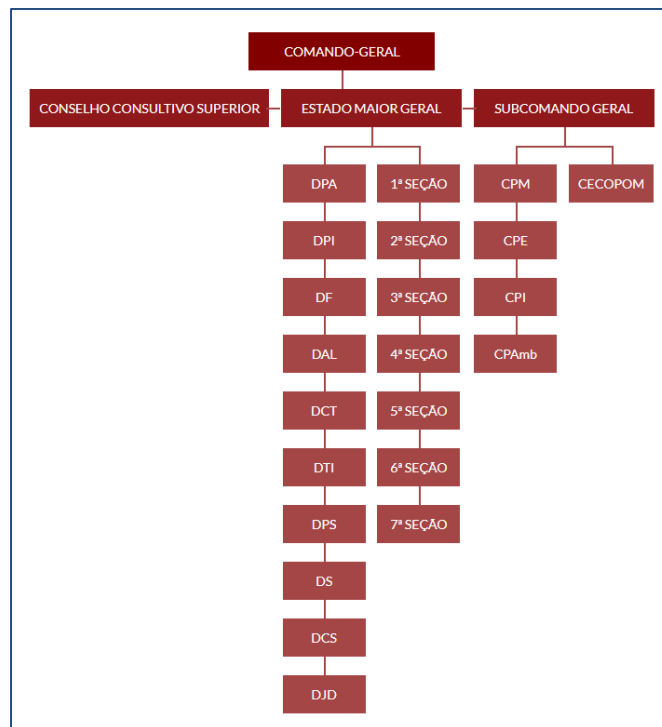 COMANDO-GERAL
CONSELHO CONSULTIVO SUPERIOR
ESTADO MAIOR GERAL
SUBCOMANDO GERAL
DPA
DPI
DF
DAL
DCT
DTI
DPS
DS
DCS
DJD
1ª SEÇÃO
2ª SEÇÃO
3ª SEÇÃO
4ª SEÇÃO
5ª SEÇÃO
6ª SEÇÃO
7ª SEÇÃO
CPM
CPE
CPI
CPAmb
CECOPOM